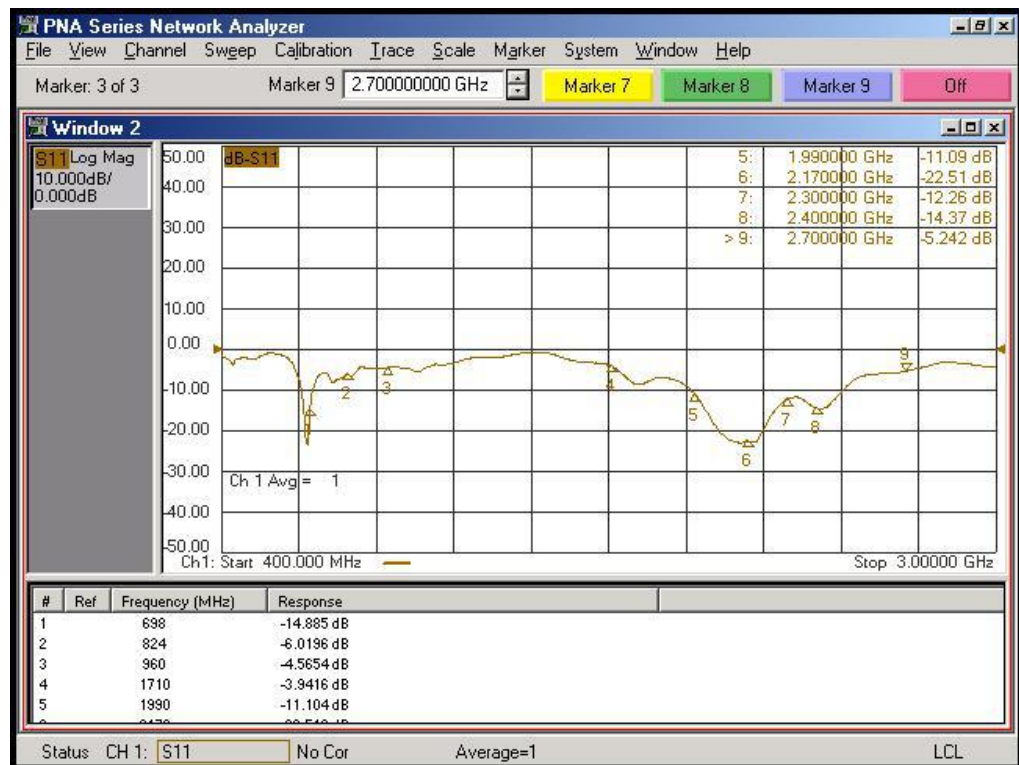 PNA Series Network Analyzer
File View Channel Sweep Calibration Trace Scale Marker System Window Help
Marker: 3 of 3 Marker 9 2.700000000 GHz Marker 7 Marker 8 Marker 9 Off
Window 2
S11 Log Mag
10.000dB/
0.000dB
dB-S11
50.00
40.00
30.00
20.00
10.00
0.00
-10.00
-20.00
-30.00
-40.00
-50.00
5: 1.990000 GHz -11.09 dB
6: 2.170000 GHz -22.51 dB
7: 2.300000 GHz -12.26 dB
8: 2.400000 GHz -14.37 dB
> 9: 2.700000 GHz -5.242 dB
2
3
4
5
6
7
8
9
Ch 1 Avg = 1
Ch1: Start 400.000 MHz
Stop 3.00000 GHz
# Ref Frequency (MHz) Response
1 698 -14.885 dB
2 824 -6.0196 dB
3 960 -4.5654 dB
4 1710 -3.9416 dB
5 1990 -11.104 dB
Status CH 1: S11 No Cor Average=1 LCL